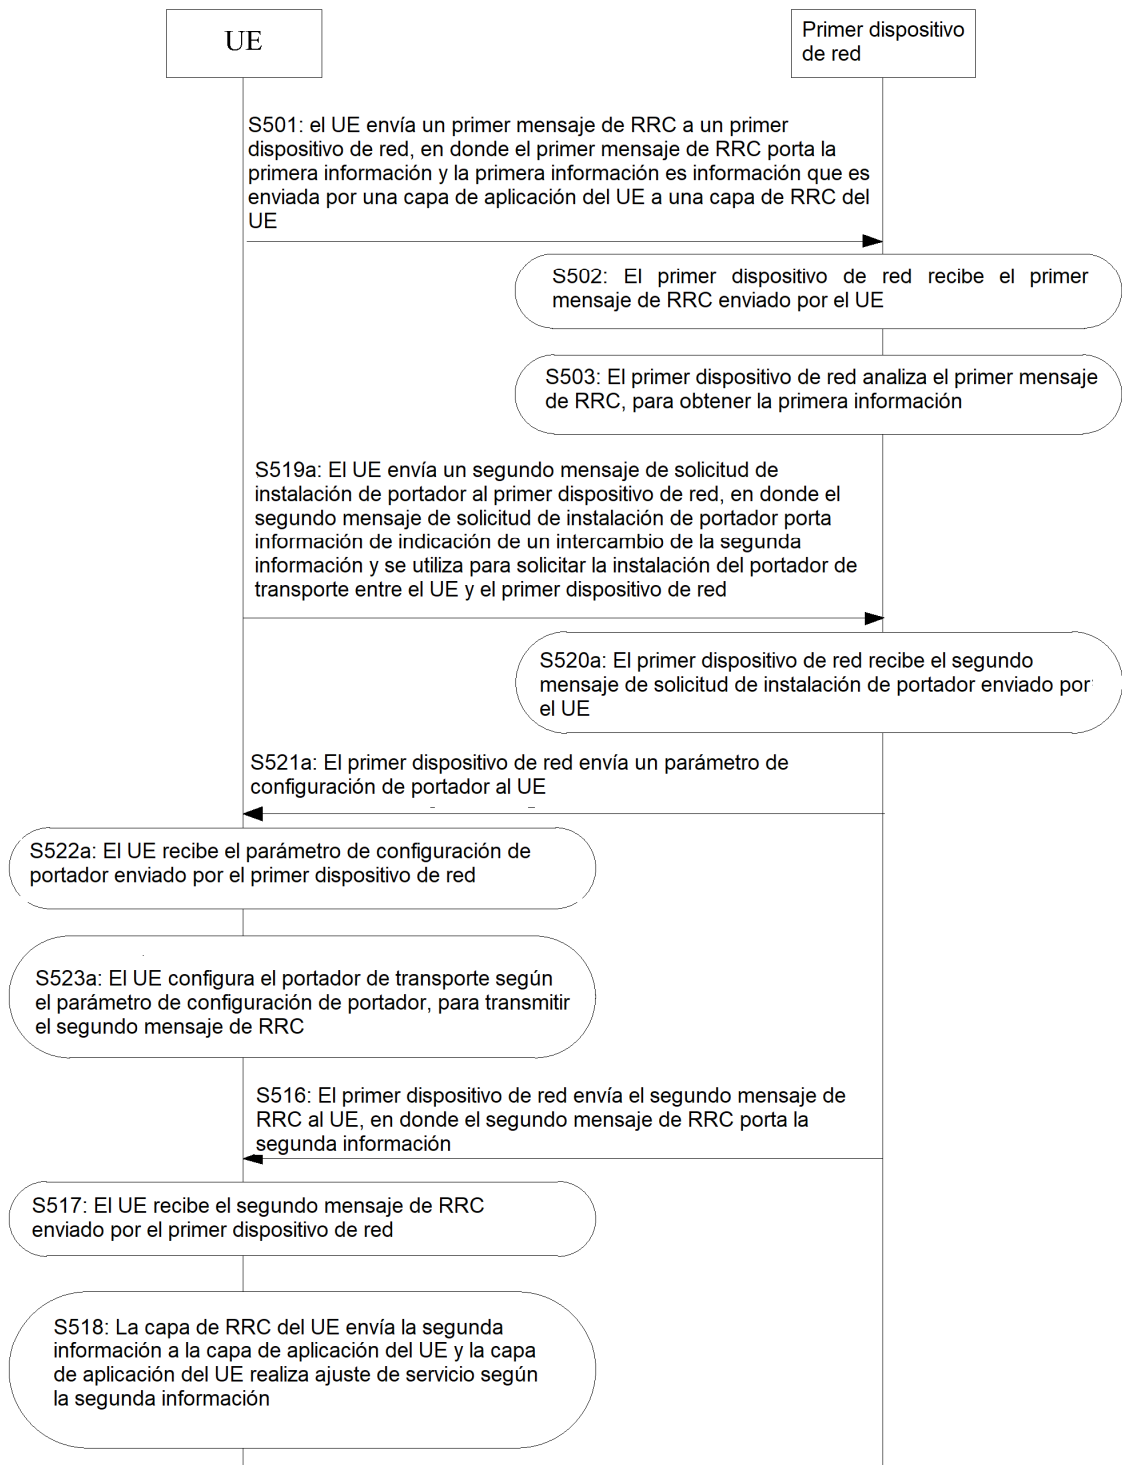 UE
Primer dispositivo
de red
S501: el UE envía un primer mensaje de RRC a un primer
dispositivo de red, en donde el primer mensaje de RRC porta la
primera información y la primera información es información que es
enviada por una capa de aplicación del UE a una capa de RRC del
UE
S502: El primer dispositivo de red recibe el primer
mensaje de RRC enviado por el UE
S503: El primer dispositivo de red analiza el primer mensaje
de RRC, para obtener la primera información
S519a: El UE envía un segundo mensaje de solicitud de
instalación de portador al primer dispositivo de red, en donde el
segundo mensaje de solicitud de instalación de portador porta
información de indicación de un intercambio de la segunda
información y se utiliza para solicitar la instalación del portador de
transporte entre el UE y el primer dispositivo de red
S520a: El primer dispositivo de red recibe el segundo
mensaje de solicitud de instalación de portador enviado por
el UE
S521a: El primer dispositivo de red envía un parámetro de
configuración de portador al UE
S522a: El UE recibe el parámetro de configuración de
portador enviado por el primer dispositivo de red
S523a: El UE configura el portador de transporte según
el parámetro de configuración de portador, para transmitir
el segundo mensaje de RRC
S516: El primer dispositivo de red envía el segundo mensaje de
RRC al UE, en donde el segundo mensaje de RRC porta la
segunda información
S517: El UE recibe el segundo mensaje de RRC
enviado por el primer dispositivo de red
S518: La capa de RRC del UE envía la segunda
información a la capa de aplicación del UE y la capa
de aplicación del UE realiza ajuste de servicio según
la segunda información